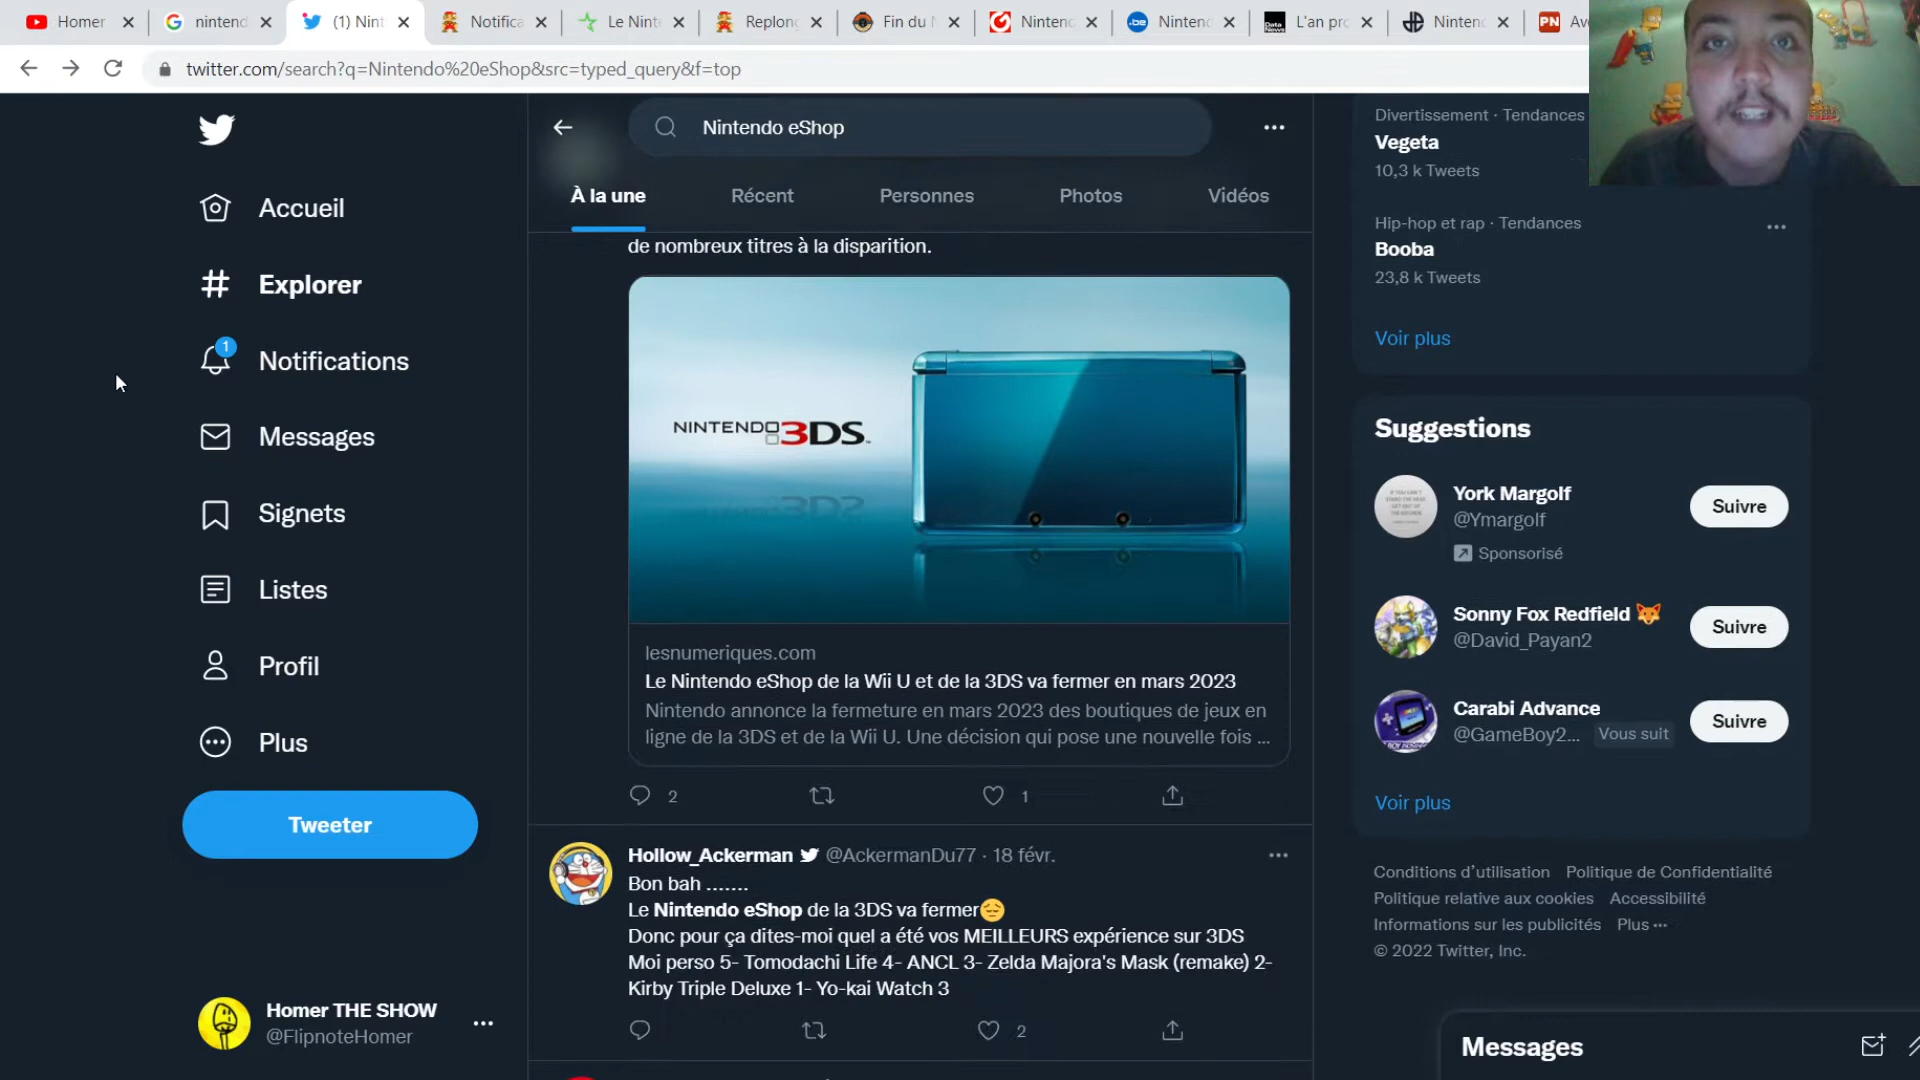 Homer
nintend
(1) Nint
Notifica
Le Nint
Replong
Fin du
Nintend
.be
Nintend
Data News
L'an pro
Ninten
PN
Av
twitter.com/search?q=Nintendo%20eShop&src=typed_query&f=top
Accueil
Explorer
1
Notifications
Messages
Signets
Listes
Profil
Plus
Tweeter
Homer THE SHOW
@FlipnoteHomer
Nintendo eShop
À la une
Récent
Personnes
Photos
Vidéos
de nombreux titres à la disparition.
NINTENDO 3DS™
lesnumeriques.com
Le Nintendo eShop de la Wii U et de la 3DS va fermer en mars 2023
Nintendo annonce la fermeture en mars 2023 des boutiques de jeux en
ligne de la 3DS et de la Wii U. Une décision qui pose une nouvelle fois ...
2
1
Hollow_Ackerman @AckermanDu77 · 18 févr.
Bon bah .......
Le Nintendo eShop de la 3DS va fermer😔
Donc pour ça dites-moi quel a été vos MEILLEURS expérience sur 3DS
Moi perso 5- Tomodachi Life 4- ANCL 3- Zelda Majora's Mask (remake) 2-
Kirby Triple Deluxe 1- Yo-kai Watch 3
2
Divertissement · Tendances
Vegeta
10,3 k Tweets
Hip-hop et rap · Tendances
Booba
23,8 k Tweets
Voir plus
Suggestions
York Margolf
@Ymargolf
Sponsorisé
Suivre
Sonny Fox Redfield 🦊
@David_Payan2
Suivre
Carabi Advance
@GameBoy2... Vous suit
Suivre
Voir plus
Conditions d'utilisation Politique de Confidentialité
Politique relative aux cookies Accessibilité
Informations sur les publicités Plus ···
© 2022 Twitter, Inc.
Messages